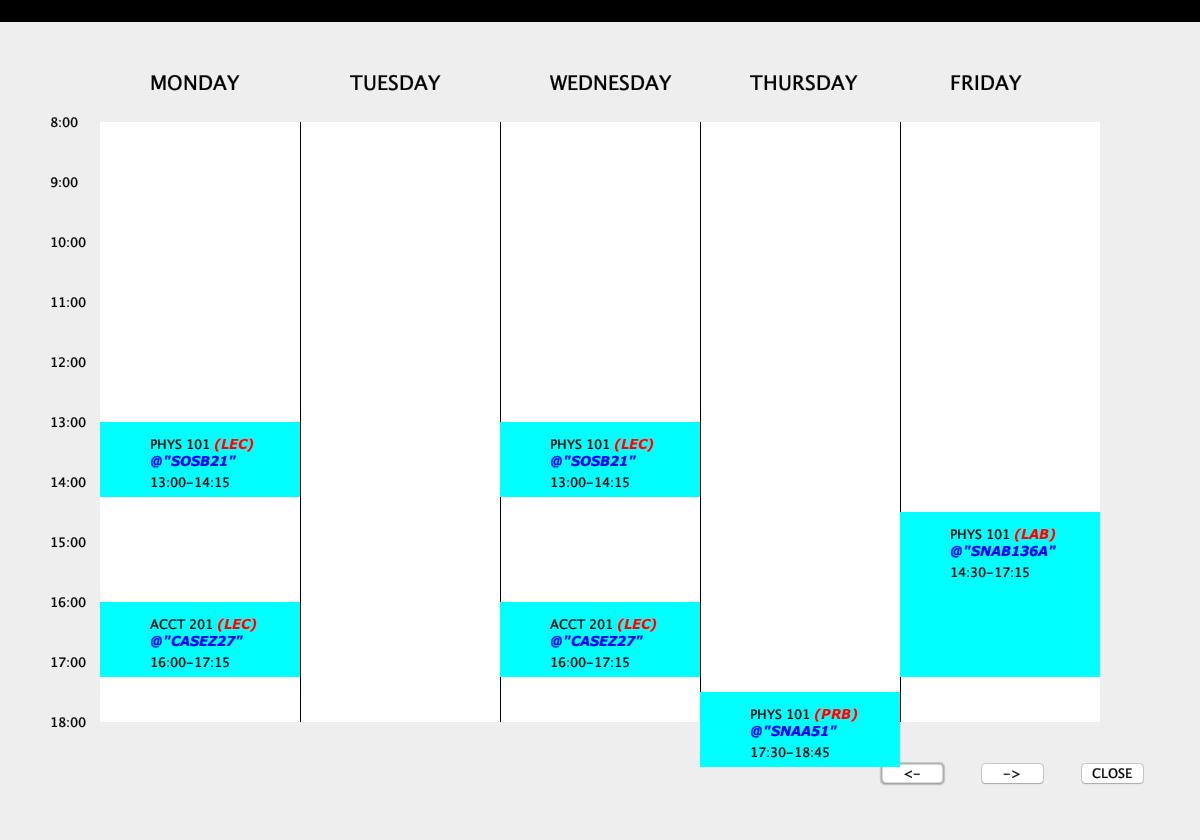 MONDAY TUESDAY WEDNESDAY THURSDAY FRIDAY
8:00
9:00
10:00
11:00
12:00
13:00
PHYS 101 (LEC) PHYS 101 (LEC)
@"SOSB21" @"SOSB21"
14:00 13:00-14:15 13:00-14:15
PHYS 101 (LAB)
15:00 @"SNAB136A"
14:30-17:15
16:00
ACCT 201 (LEC) ACCT 201 (LEC)
@"CASEZ27" @"CASEZ27"
17:00 16:00-17:15 16:00-17:15
18:00 PHYS 101 (PRB)
@"SNAA51"
17:30-18:45
<- -> CLOSE